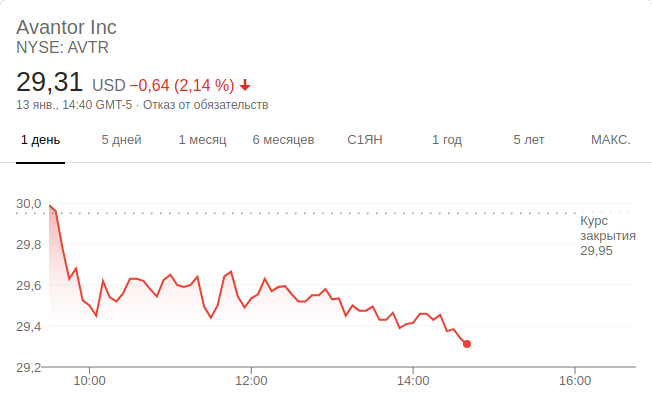 Avantor Inc
NYSE: AVTR
29,31 USD −0,64 (2,14 %)
13 янв., 14:40 GMT-5 · Отказ от обязательств
1 день 5 дней 1 месяц 6 месяцев С1ЯН 1 год 5 лет МАКС.
30,0
Курс
закрытия
29,95
29,8
29,6
29,4
29,2
10:00 12:00 14:00 16:00